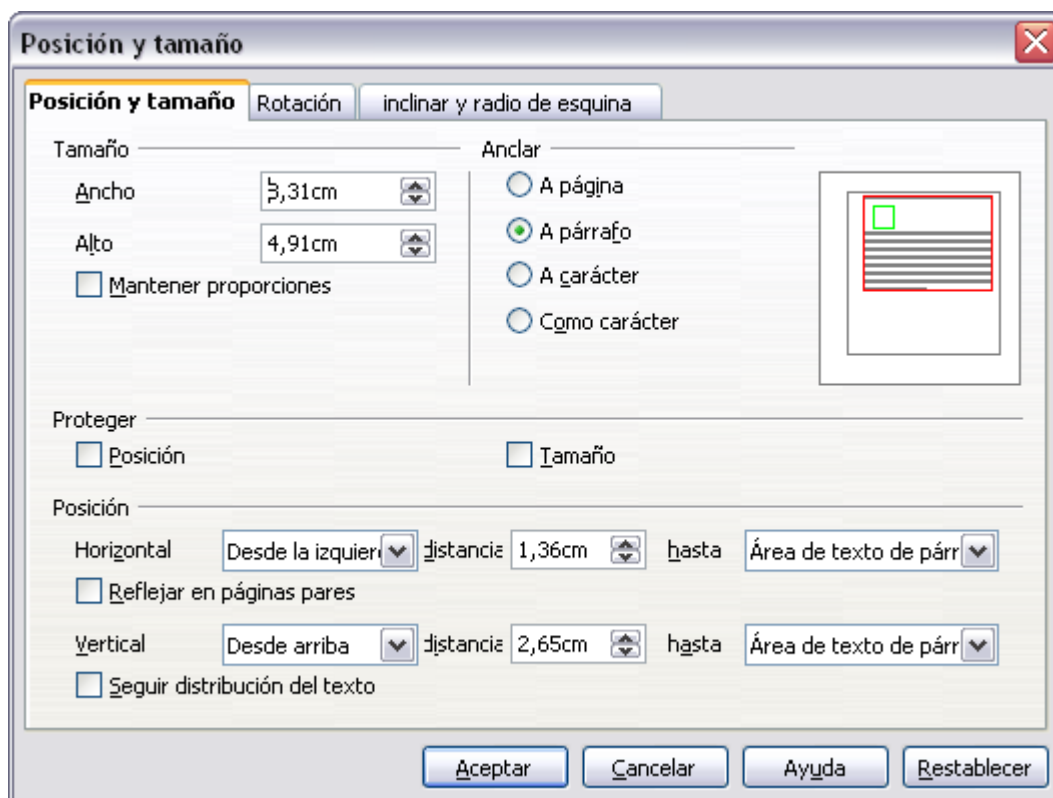 Posición y tamaño
Posición y tamaño Rotación inclinar y radio de esquina
Tamaño Anclar
Ancho 3,31cm A página
Alto 4,91cm A párrafo
Mantener proporciones A carácter
Como carácter
Proteger
Posición Tamaño
Posición
Horizontal Desde la izquier distancia 1,36cm hasta Área de texto de párr
Reflejar en páginas pares
Vertical Desde arriba distancia 2,65cm hasta Área de texto de párr
Seguir distribución del texto
Aceptar Cancelar Ayuda Restablecer